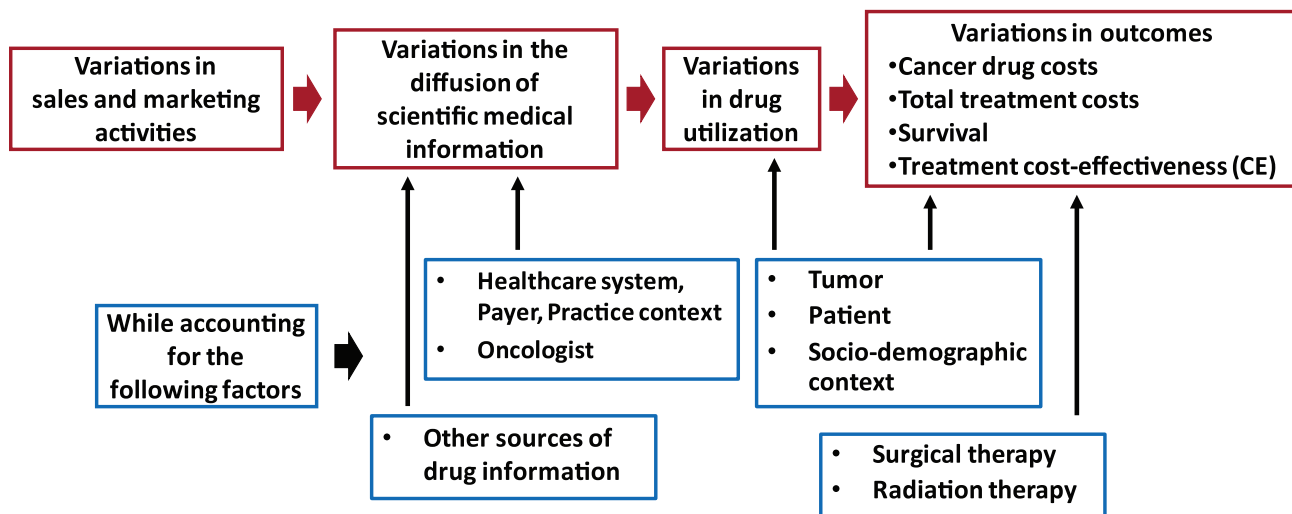 Variations in
sales and marketing
activities
Variations in the
diffusion of
scientific medical
information
Variations
in drug
utilization
Variations in outcomes
•Cancer drug costs
•Total treatment costs
•Survival
•Treatment cost-effectiveness (CE)
While accounting
for the
following factors
• Healthcare system,
Payer, Practice context
• Oncologist
• Other sources of
drug information
• Tumor
• Patient
• Socio-demographic
context
• Surgical therapy
• Radiation therapy